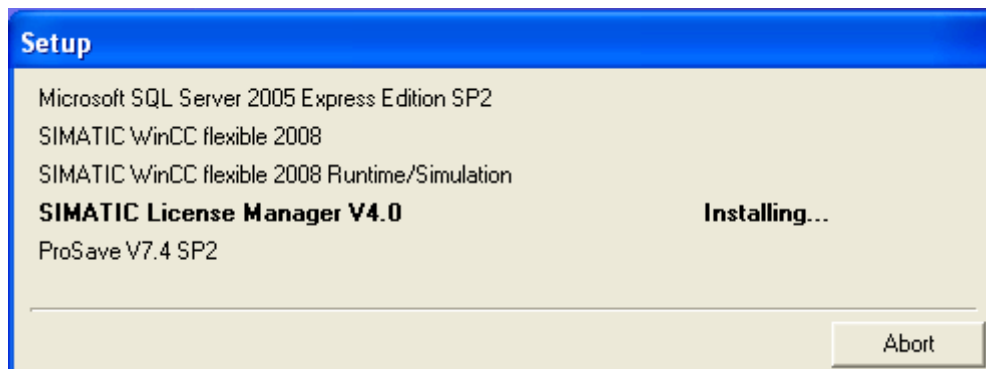 Setup
Microsoft SQL Server 2005 Express Edition SP2
SIMATIC WinCC flexible 2008
SIMATIC WinCC flexible 2008 Runtime/Simulation
SIMATIC License Manager V4.0 Installing...
ProSave V7.4 SP2
Abort